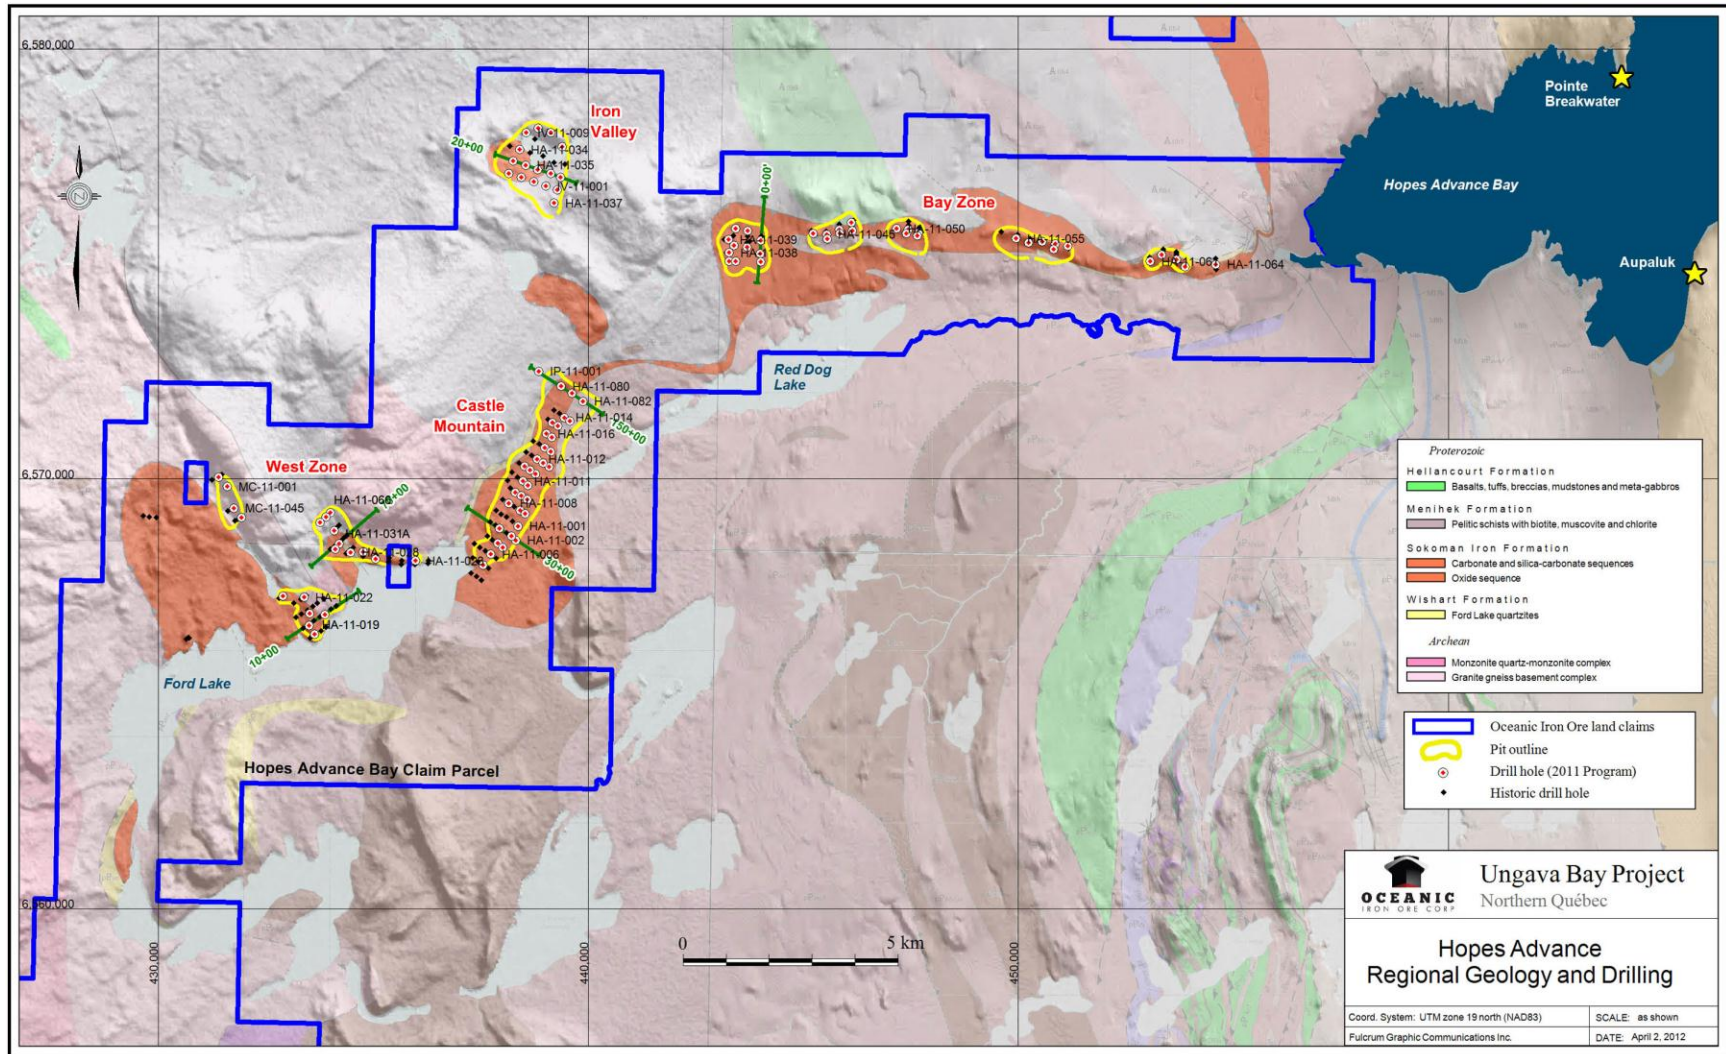 6,580,000
Pointe
Breakwater
Iron
Valley
IV-11-009
20+00
HA-11-034
HA-11-035
IV-11-001
HA-11-037
0+00'
Hopes Advance Bay
Bay Zone
HA-11-039
HA-11-038
HA-11-045
HA-11-050
HA-11-055
HA-11-064
Aupaluk
Red Dog
Lake
IP-11-001
HA-11-080
HA-11-082
Castle
Mountain
HA-11-014
HA-11-016
150+00
HA-11-012
HA-11-011
HA-11-008
HA-11-001
HA-11-002
HA-11-006
30+00
6,570,000
West Zone
MC-11-001
MC-11-045
HA-11-031A
HA-11-022
HA-11-019
10+00
Ford Lake
Hopes Advance Bay Claim Parcel
Proterozoic
Hellancourt Formation
Basalts, tuffs, breccias, mudstones and meta-gabbros
Menihek Formation
Pelitic schists with biotite, muscovite and chlorite
Sokoman Iron Formation
Carbonate and silica-carbonate sequences
Oxide sequence
Wishart Formation
Ford Lake quartzites
Archean
Monzonite quartz-monzonite complex
Granite gneiss basement complex
Oceanic Iron Ore land claims
Pit outline
Drill hole (2011 Program)
Historic drill hole
430,000
440,000
450,000
0 5 km
OCEANIC
IRON ORE CORP
Ungava Bay Project
Northern Québec
Hopes Advance
Regional Geology and Drilling
Coord. System: UTM zone 19 north (NAD83)
SCALE: as shown
Fulcrum Graphic Communications Inc.
DATE: April 2, 2012